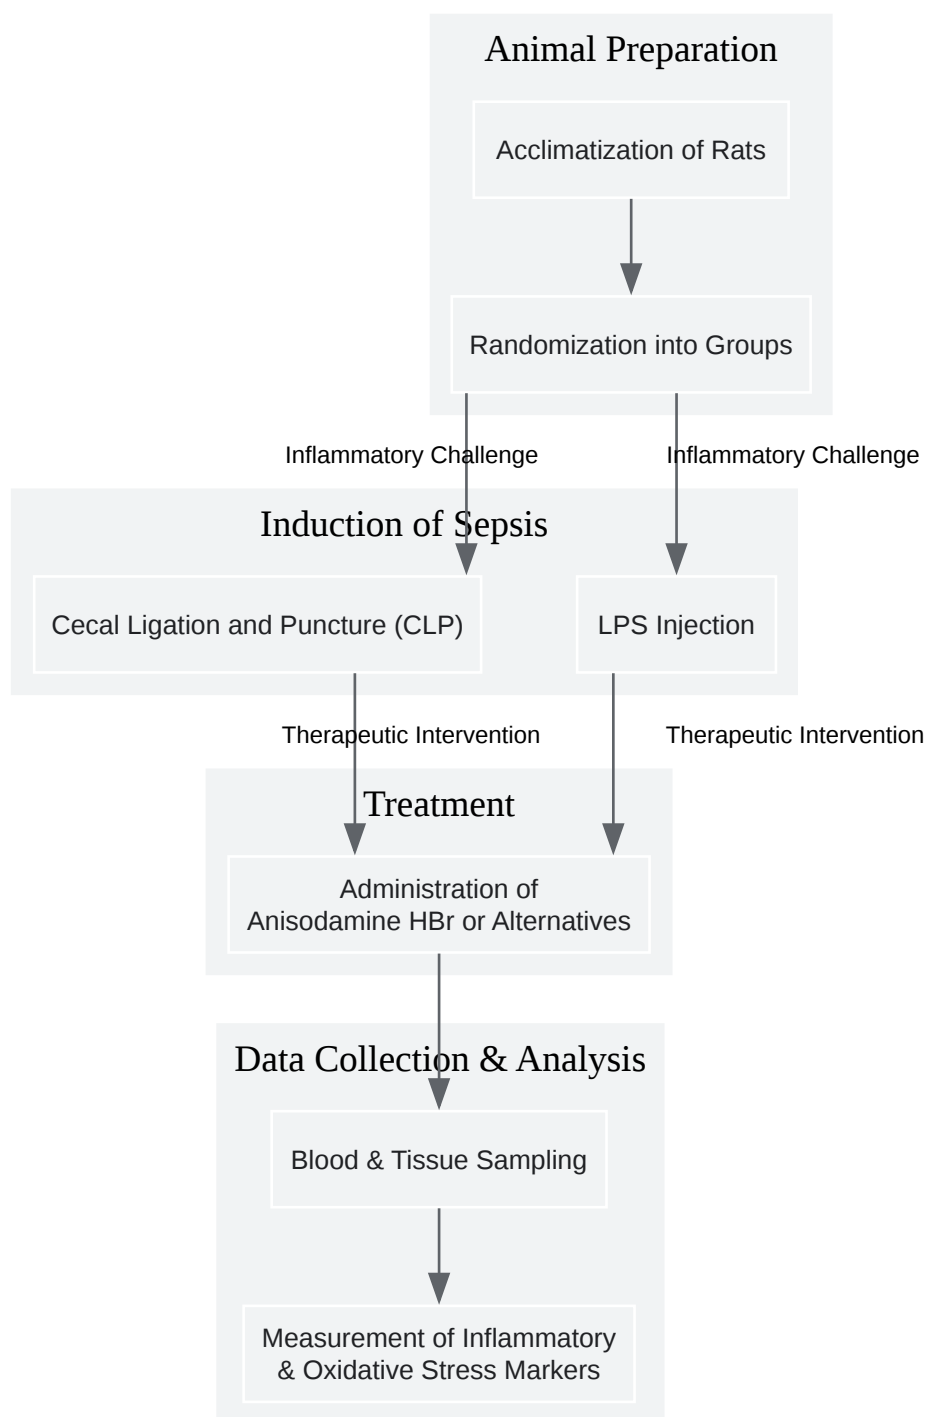 Animal Preparation
Acclimatization of Rats
Randomization into Groups
Inflammatory Challenge
Inflammatory Challenge
Induction of Sepsis
Cecal Ligation and Puncture (CLP)
LPS Injection
Therapeutic Intervention
Therapeutic Intervention
Treatment
Administration of
Anisodamine HBr or Alternatives
Data Collection & Analysis
Blood & Tissue Sampling
Measurement of Inflammatory
& Oxidative Stress Markers